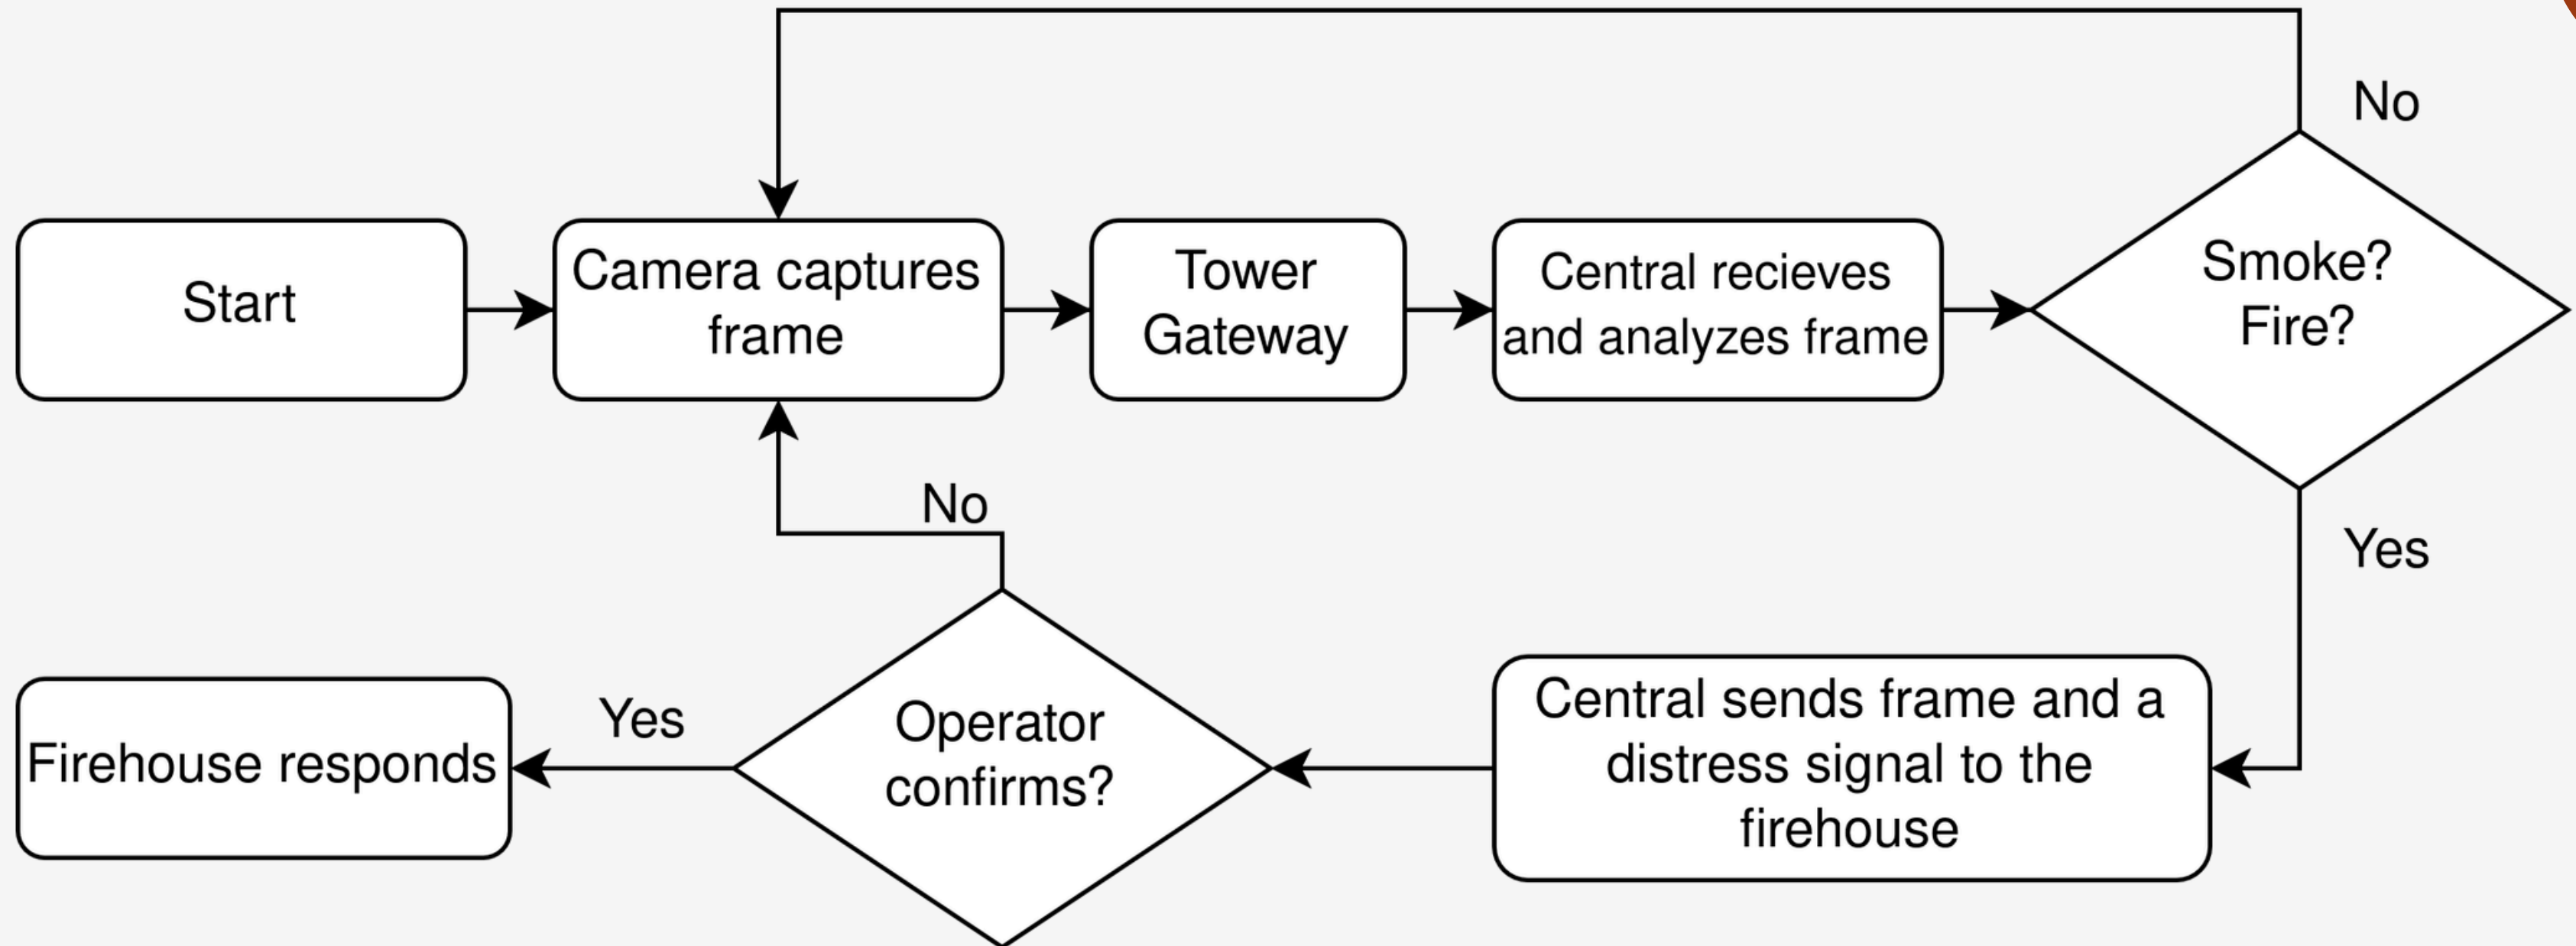 No
Start
Camera captures
frame
Tower
Gateway
Central recieves
and analyzes frame
Smoke?
Fire?
No
Yes
Firehouse responds
Yes
Operator
confirms?
Central sends frame and a
distress signal to the
firehouse